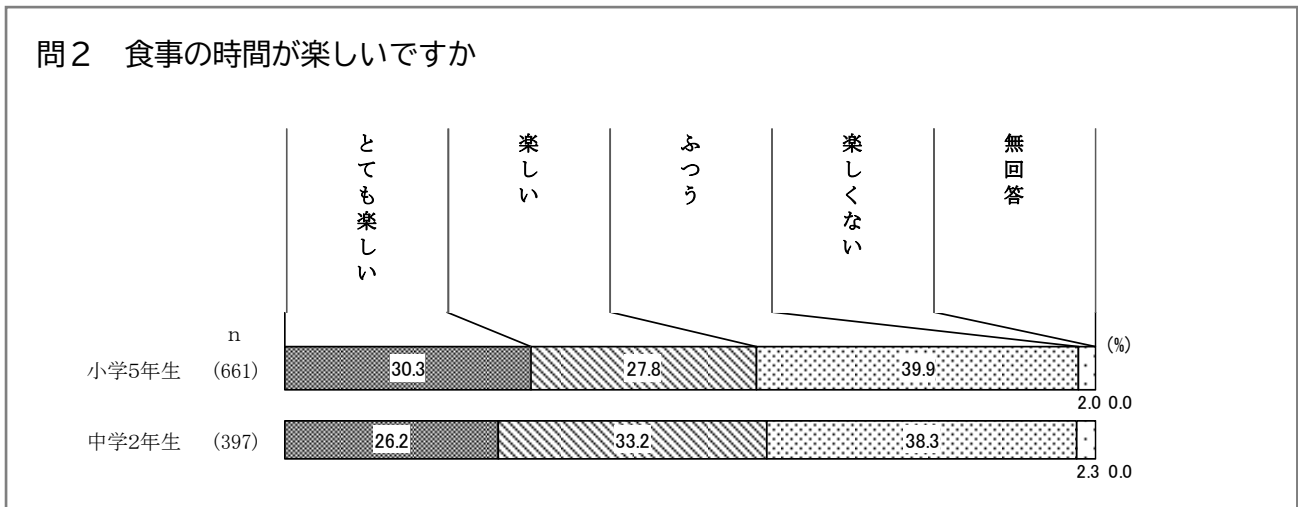 問2 食事の時間が楽しいですか
とても楽しい
楽しい
ふつう
楽しくない
無回答
n
(%)
小学5年生 (661)
30.3
27.8
39.9
2.0 0.0
中学2年生 (397)
26.2
33.2
38.3
2.3 0.0